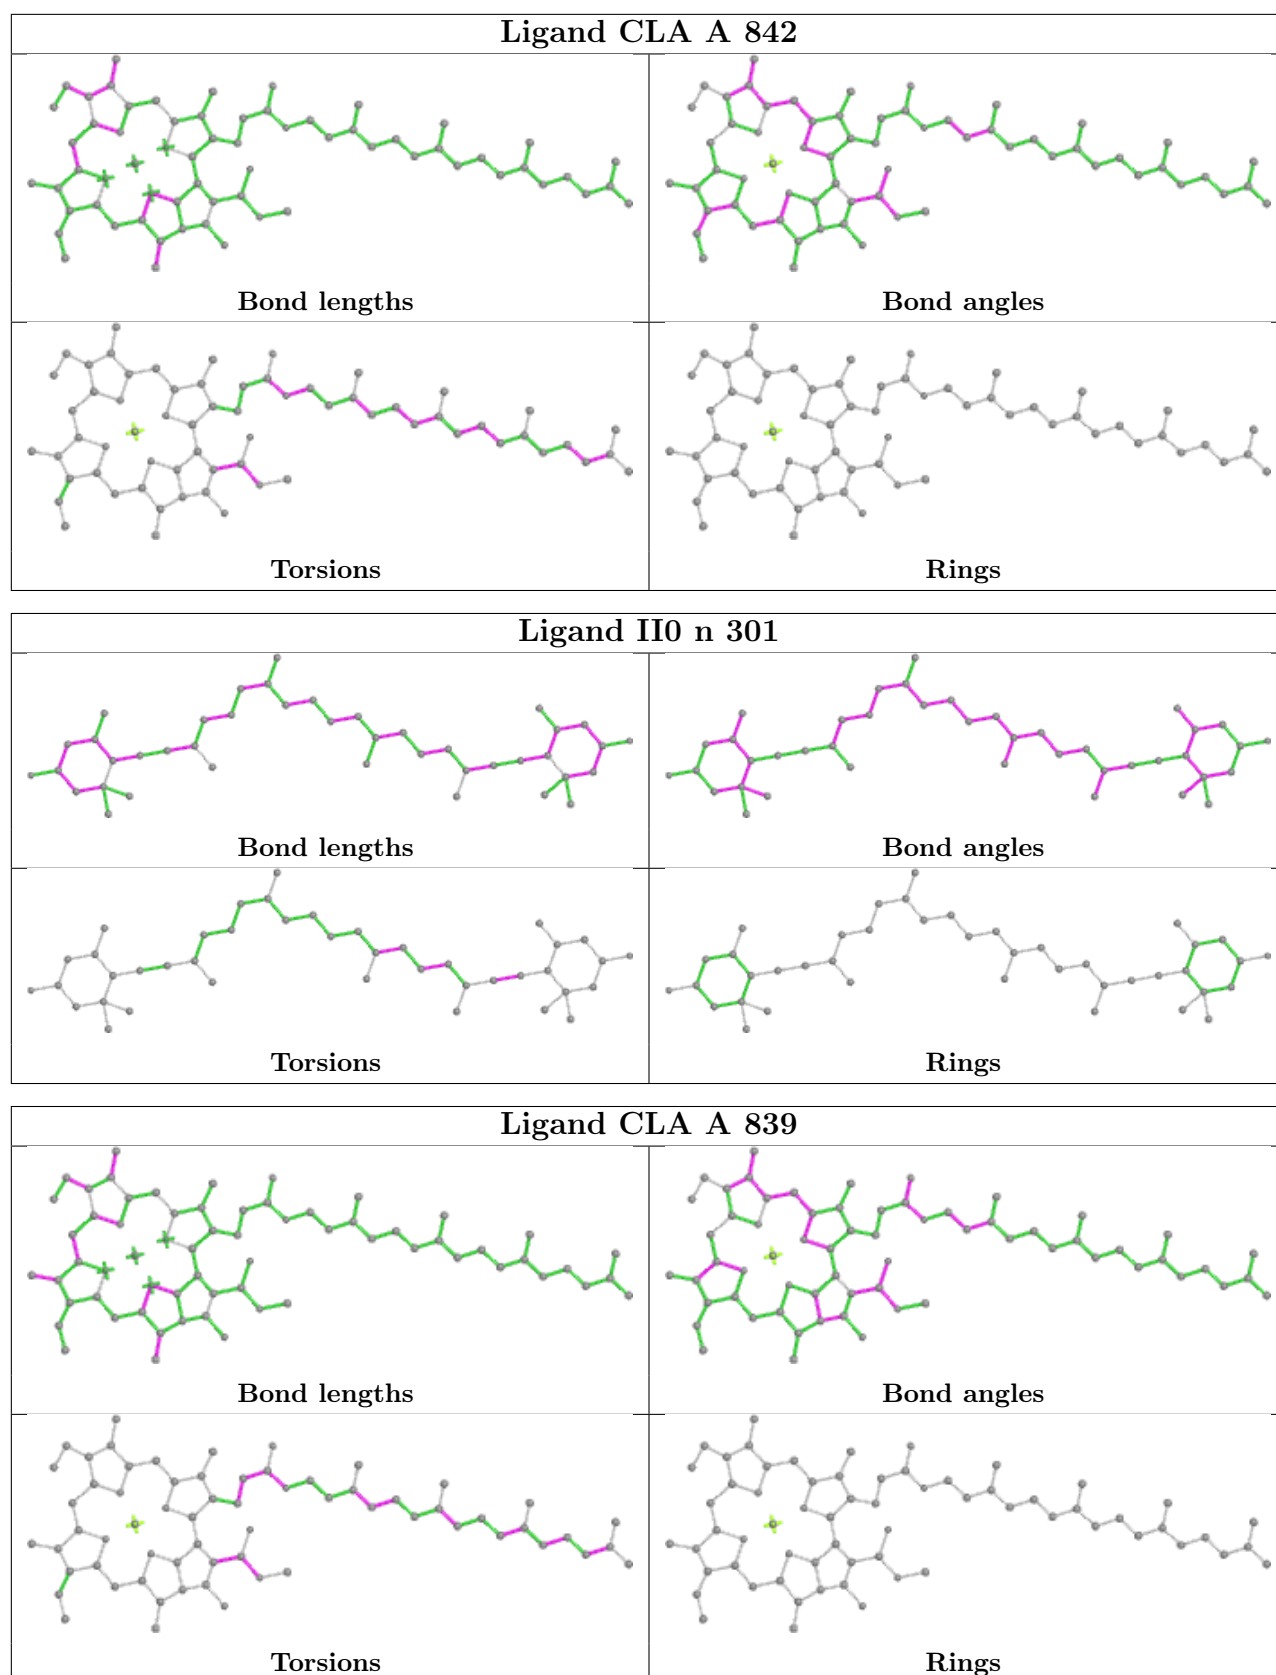 Ligand CLA A 842
Bond lengths
Bond angles
Torsions
Rings
Ligand II0 n 301
Bond lengths
Bond angles
Torsions
Rings
Ligand CLA A 839
Bond lengths
Bond angles
Torsions
Rings